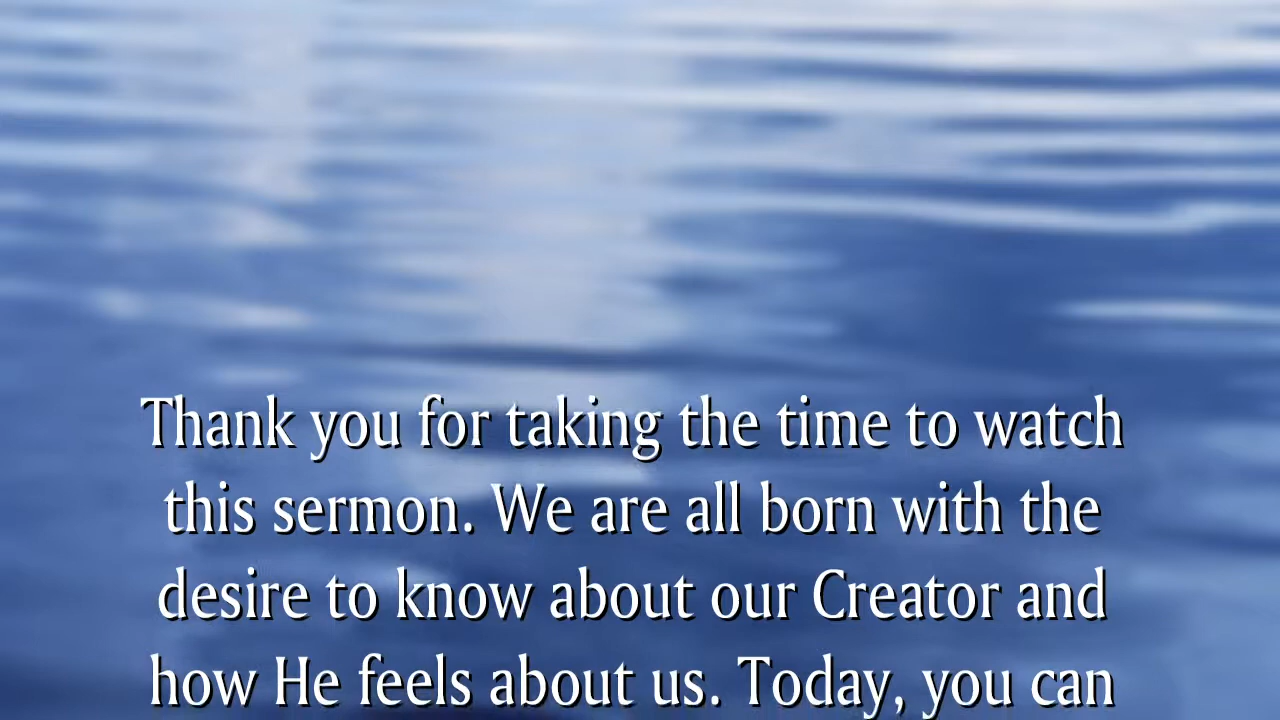 Thank you for taking the time to watch
this sermon. We are all born with the
desire to know about our Creator and
how He feels about us. Today, you can